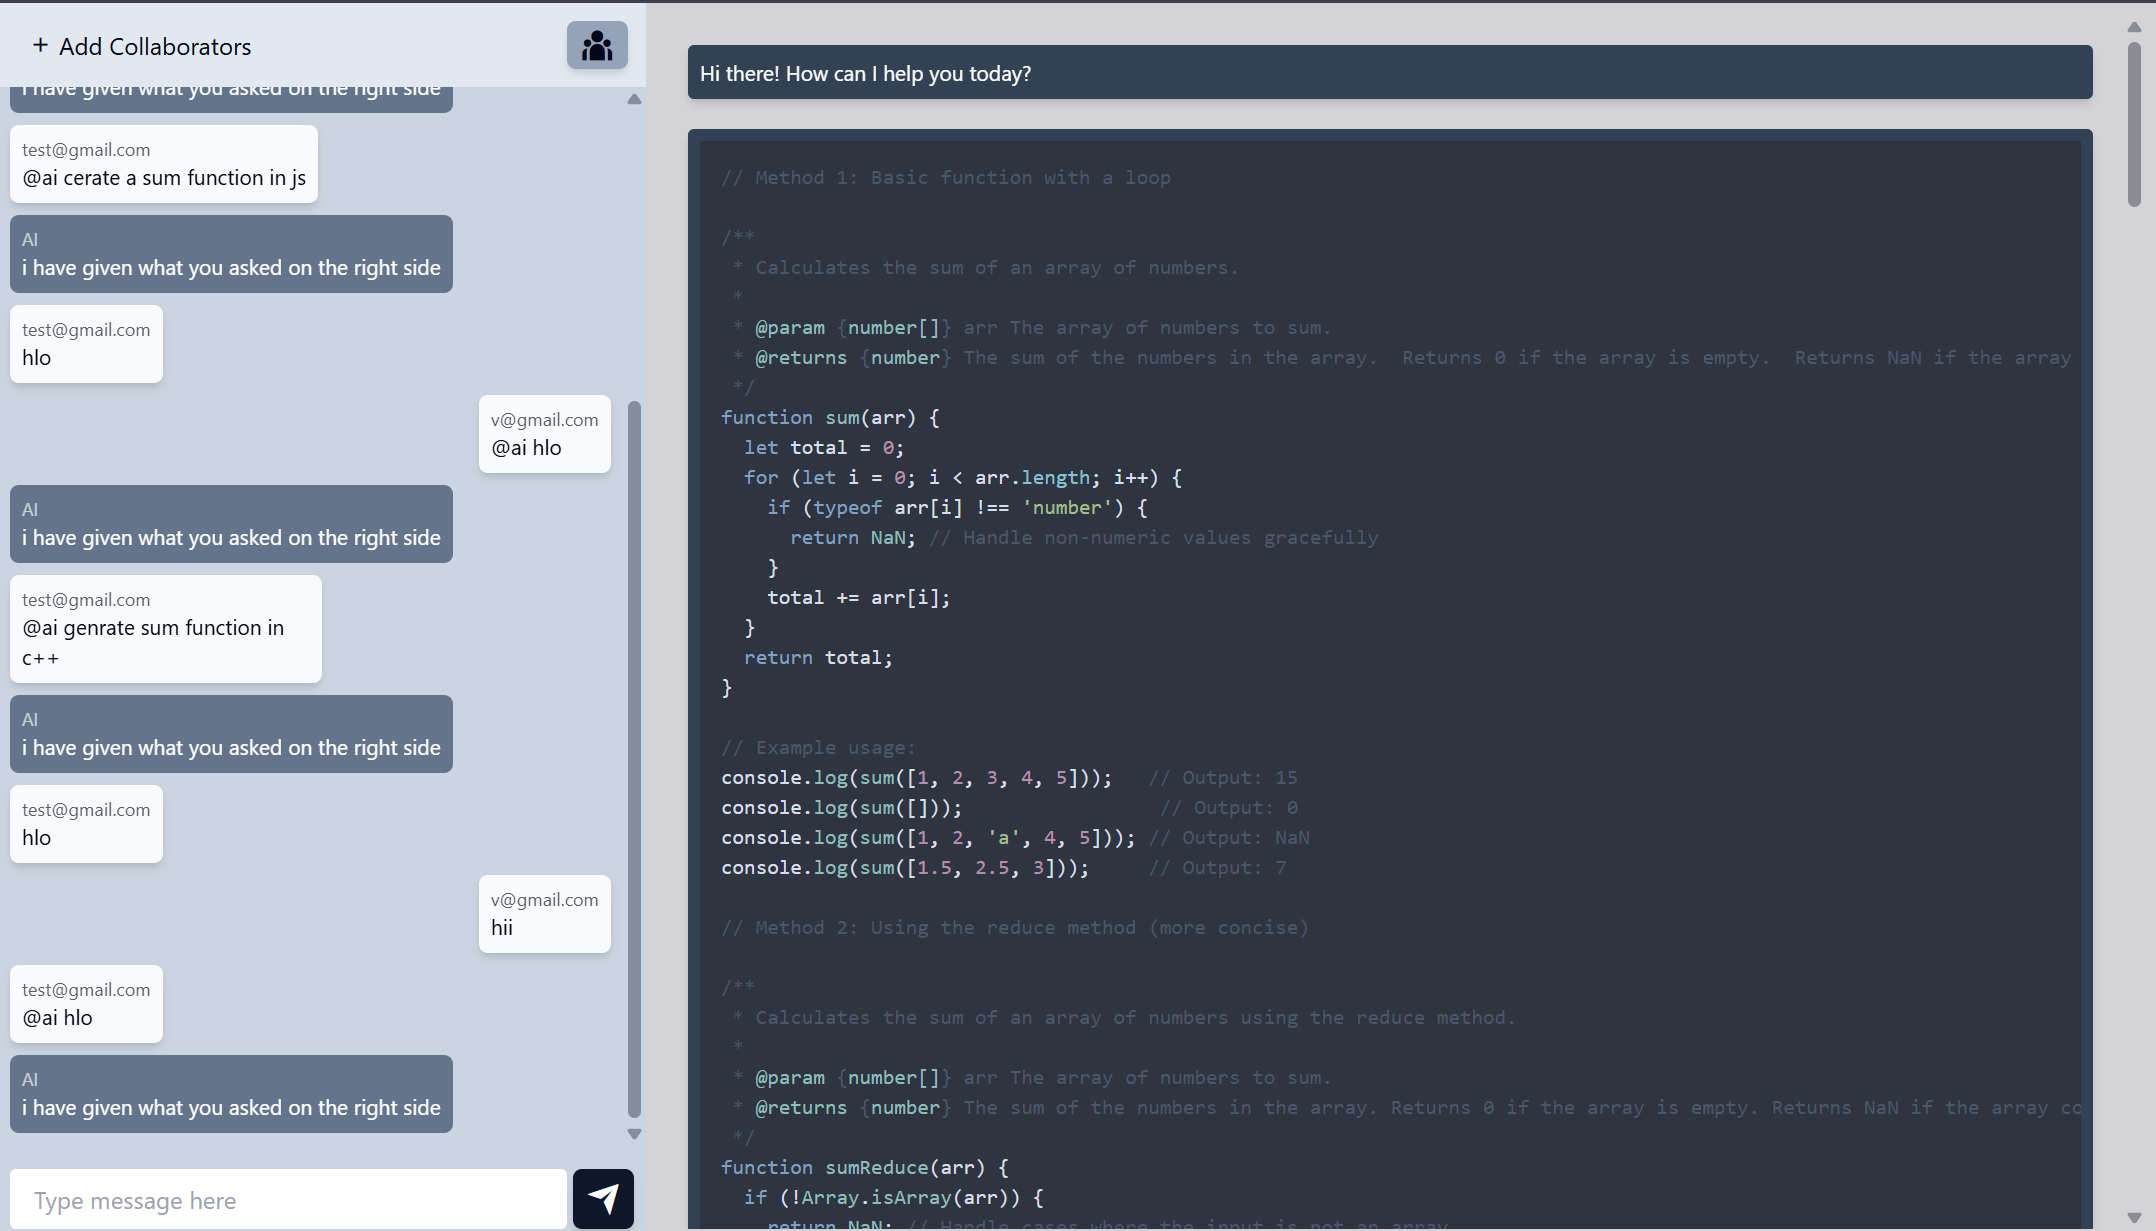 + Add Collaborators
i have given what you asked on the right side
test@gmail.com
@ai cerate a sum function in js
AI
i have given what you asked on the right side
test@gmail.com
hlo
v@gmail.com
@ai hlo
AI
i have given what you asked on the right side
test@gmail.com
@ai genrate sum function in
c++
AI
i have given what you asked on the right side
test@gmail.com
hlo
v@gmail.com
hii
test@gmail.com
@ai hlo
AI
i have given what you asked on the right side
Type message here
Hi there! How can I help you today?
// Method 1: Basic function with a loop
/**
 * Calculates the sum of an array of numbers.
 *
 * @param {number[]} arr The array of numbers to sum.
 * @returns {number} The sum of the numbers in the array.  Returns 0 if the array is empty.  Returns NaN if the array
 */
function sum(arr) {
  let total = 0;
  for (let i = 0; i < arr.length; i++) {
    if (typeof arr[i] !== 'number') {
      return NaN; // Handle non-numeric values gracefully
    }
    total += arr[i];
  }
  return total;
}
// Example usage:
console.log(sum([1, 2, 3, 4, 5]));   // Output: 15
console.log(sum([]));                 // Output: 0
console.log(sum([1, 2, 'a', 4, 5])); // Output: NaN
console.log(sum([1.5, 2.5, 3]));     // Output: 7
// Method 2: Using the reduce method (more concise)
/**
 * Calculates the sum of an array of numbers using the reduce method.
 *
 * @param {number[]} arr The array of numbers to sum.
 * @returns {number} The sum of the numbers in the array. Returns 0 if the array is empty. Returns NaN if the array co
 */
function sumReduce(arr) {
  if (!Array.isArray(arr)) {
    return NaN; // Handle cases where the input is not an array